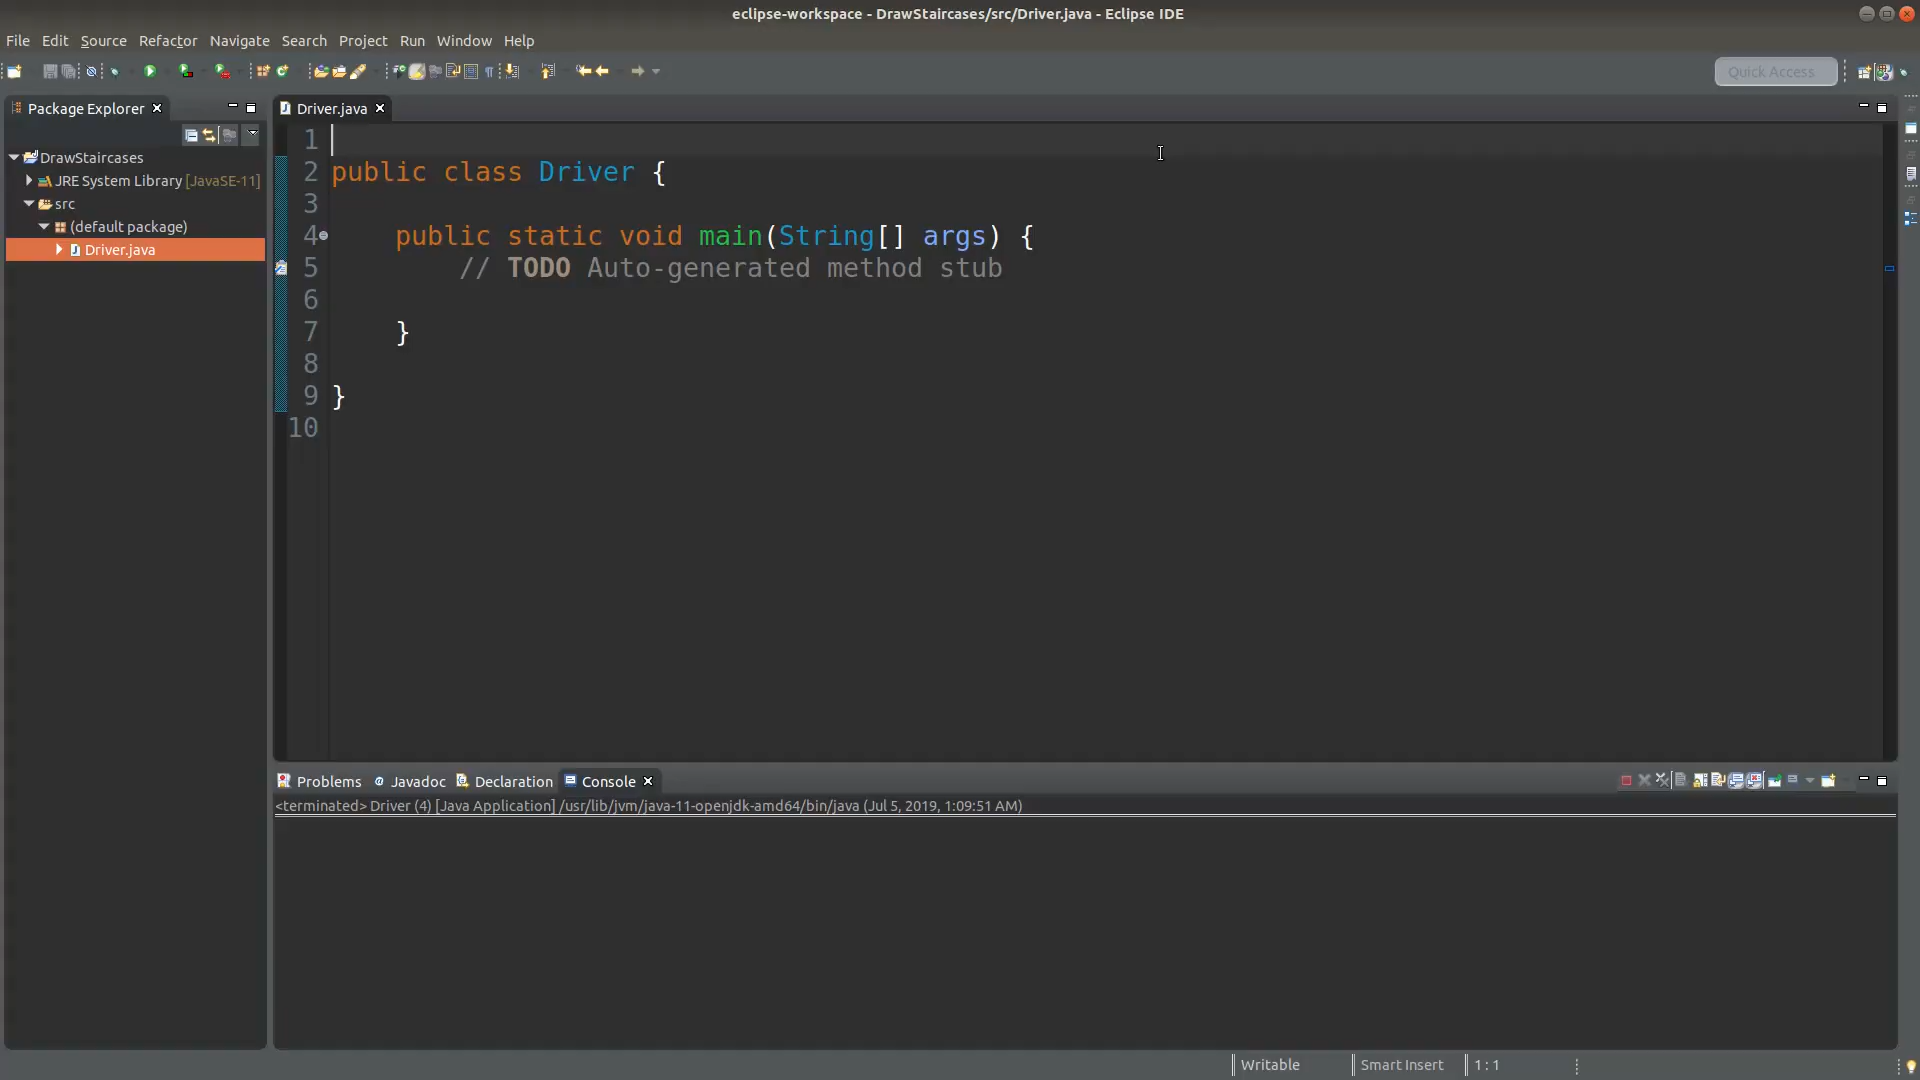 eclipse-workspace - DrawStaircases/src/Driver.java - Eclipse IDE
File Edit Source Refactor Navigate Search Project Run Window Help
Quick Access
Package Explorer
Driver.java
DrawStaircases
JRE System Library [JavaSE-11]
src
(default package)
Driver.java
1
2 public class Driver {
3
4 public static void main(String[] args) {
5 // TODO Auto-generated method stub
6
7 }
8
9 }
10
Problems Javadoc Declaration Console
<terminated> Driver (4) [Java Application] /usr/lib/jvm/java-11-openjdk-amd64/bin/java (Jul 5, 2019, 1:09:51 AM)
Writable Smart Insert 1 : 1